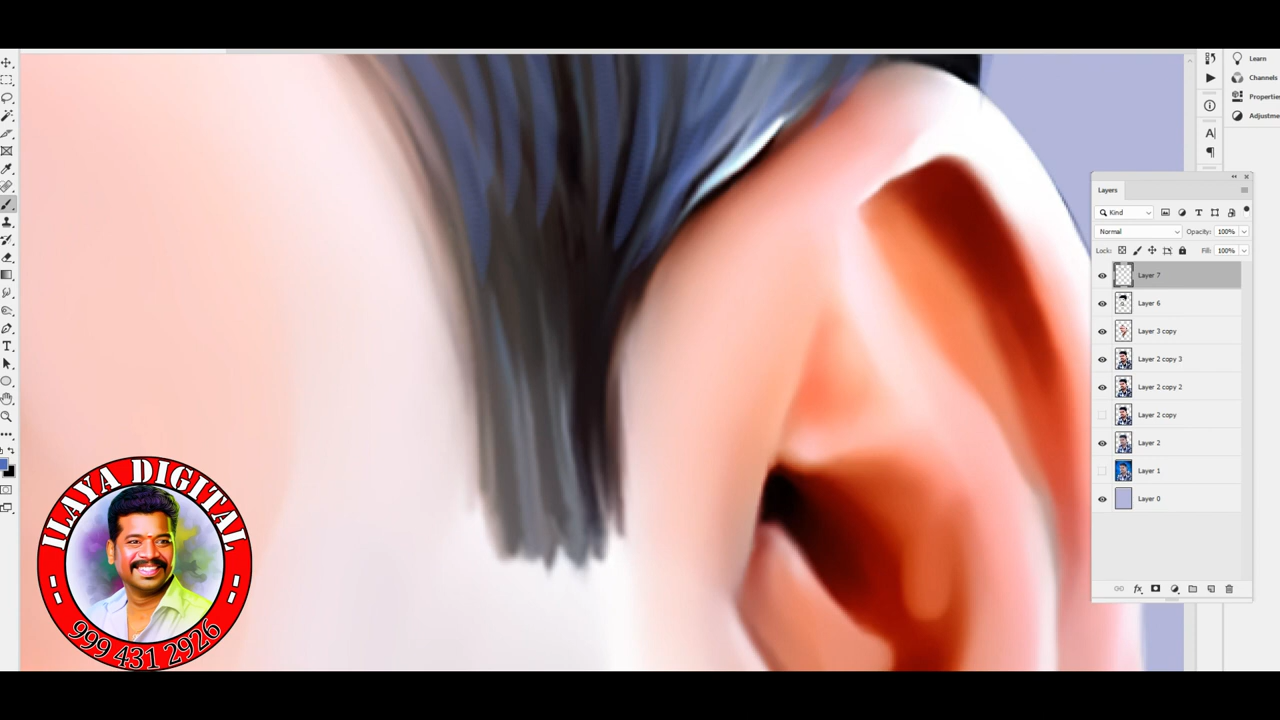 Learn
Channels
Propertie
Adjustme
Layers
Kind
Normal
Opacity: 100%
Lock:
Fill: 100%
Layer 7
Layer 6
Layer 3 copy
Layer 2 copy 3
Layer 2 copy 2
Layer 2 copy
Layer 2
Layer 1
Layer 0
ILAYA DIGITAL
999 431 2926